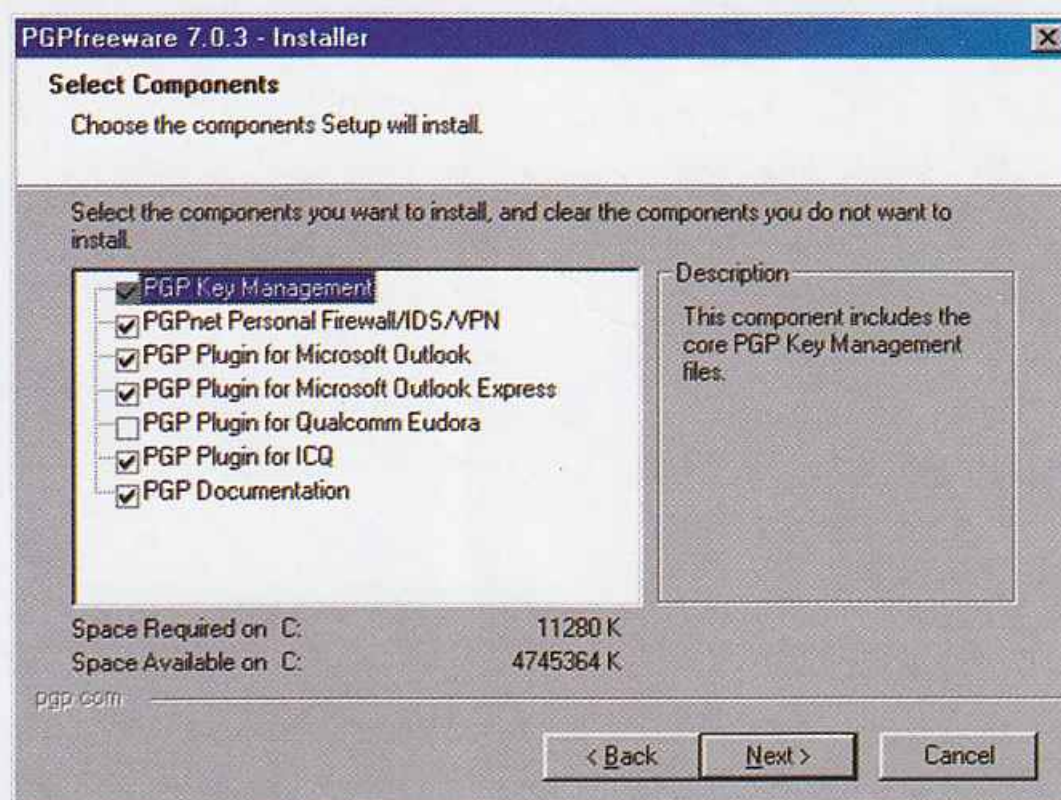 PGPfreeware 7.0.3 - Installer
Select Components
Choose the components Setup will install.
Select the components you want to install, and clear the components you do not want to
install.
PGP Key Management
PGPnet Personal Firewall/IDS/VPN
PGP Plugin for Microsoft Outlook
PGP Plugin for Microsoft Outlook Express
PGP Plugin for Qualcomm Eudora
PGP Plugin for ICQ
PGP Documentation
Description
This component includes the
core PGP Key Management
files.
Space Required on C: 11280 K
Space Available on C: 4745364 K
pgp.com
< Back Next > Cancel